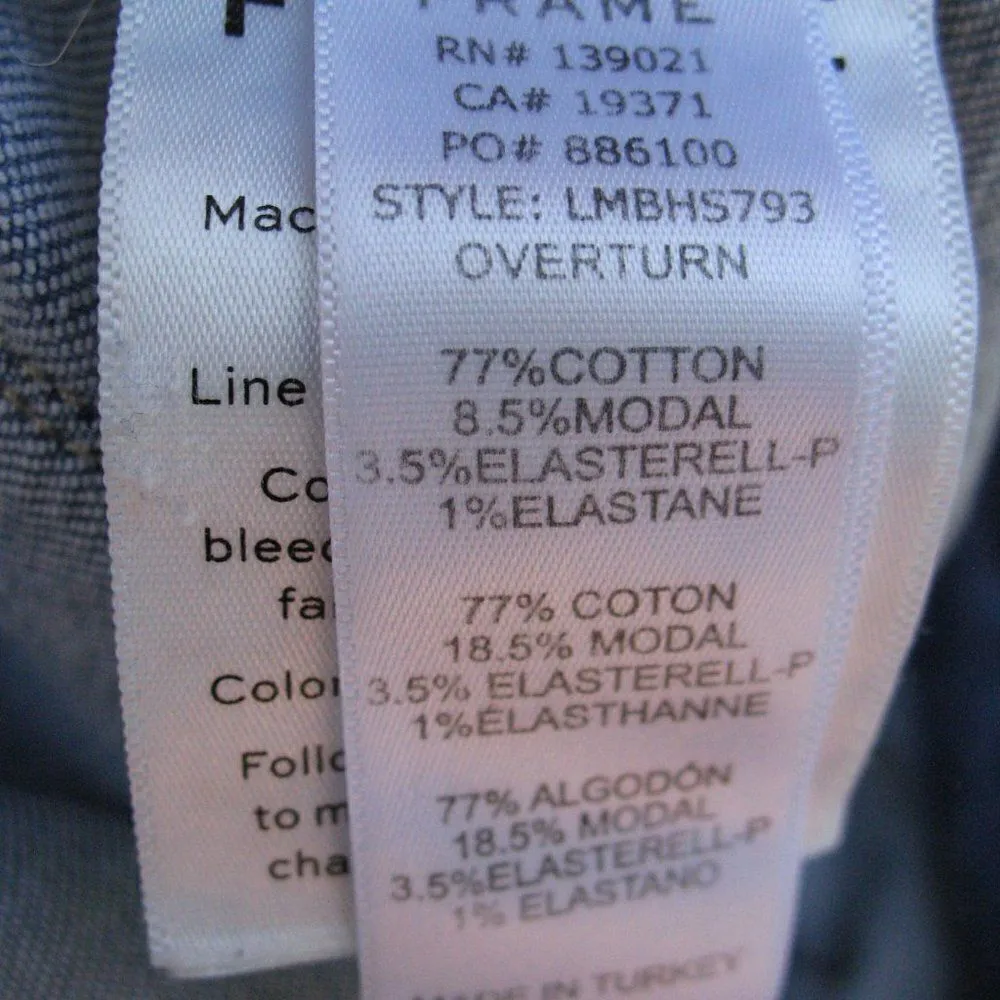 FRAME
RN# 139021
CA# 19371
PO# 886100
STYLE: LMBHS793
OVERTURN
77%COTTON
8.5%MODAL
3.5%ELASTERELL-P
1%ELASTANE
77% COTON
18.5% MODAL
3.5% ELASTERELL-P
1%ÉLASTHANNE
77% ALGODÓN
18.5% MODAL
3.5%ELASTERELL-P
1% ELASTANO
MADE IN TURKEY
Mac
Line
Co
bleed
fa
Color
Follo
to m
cha